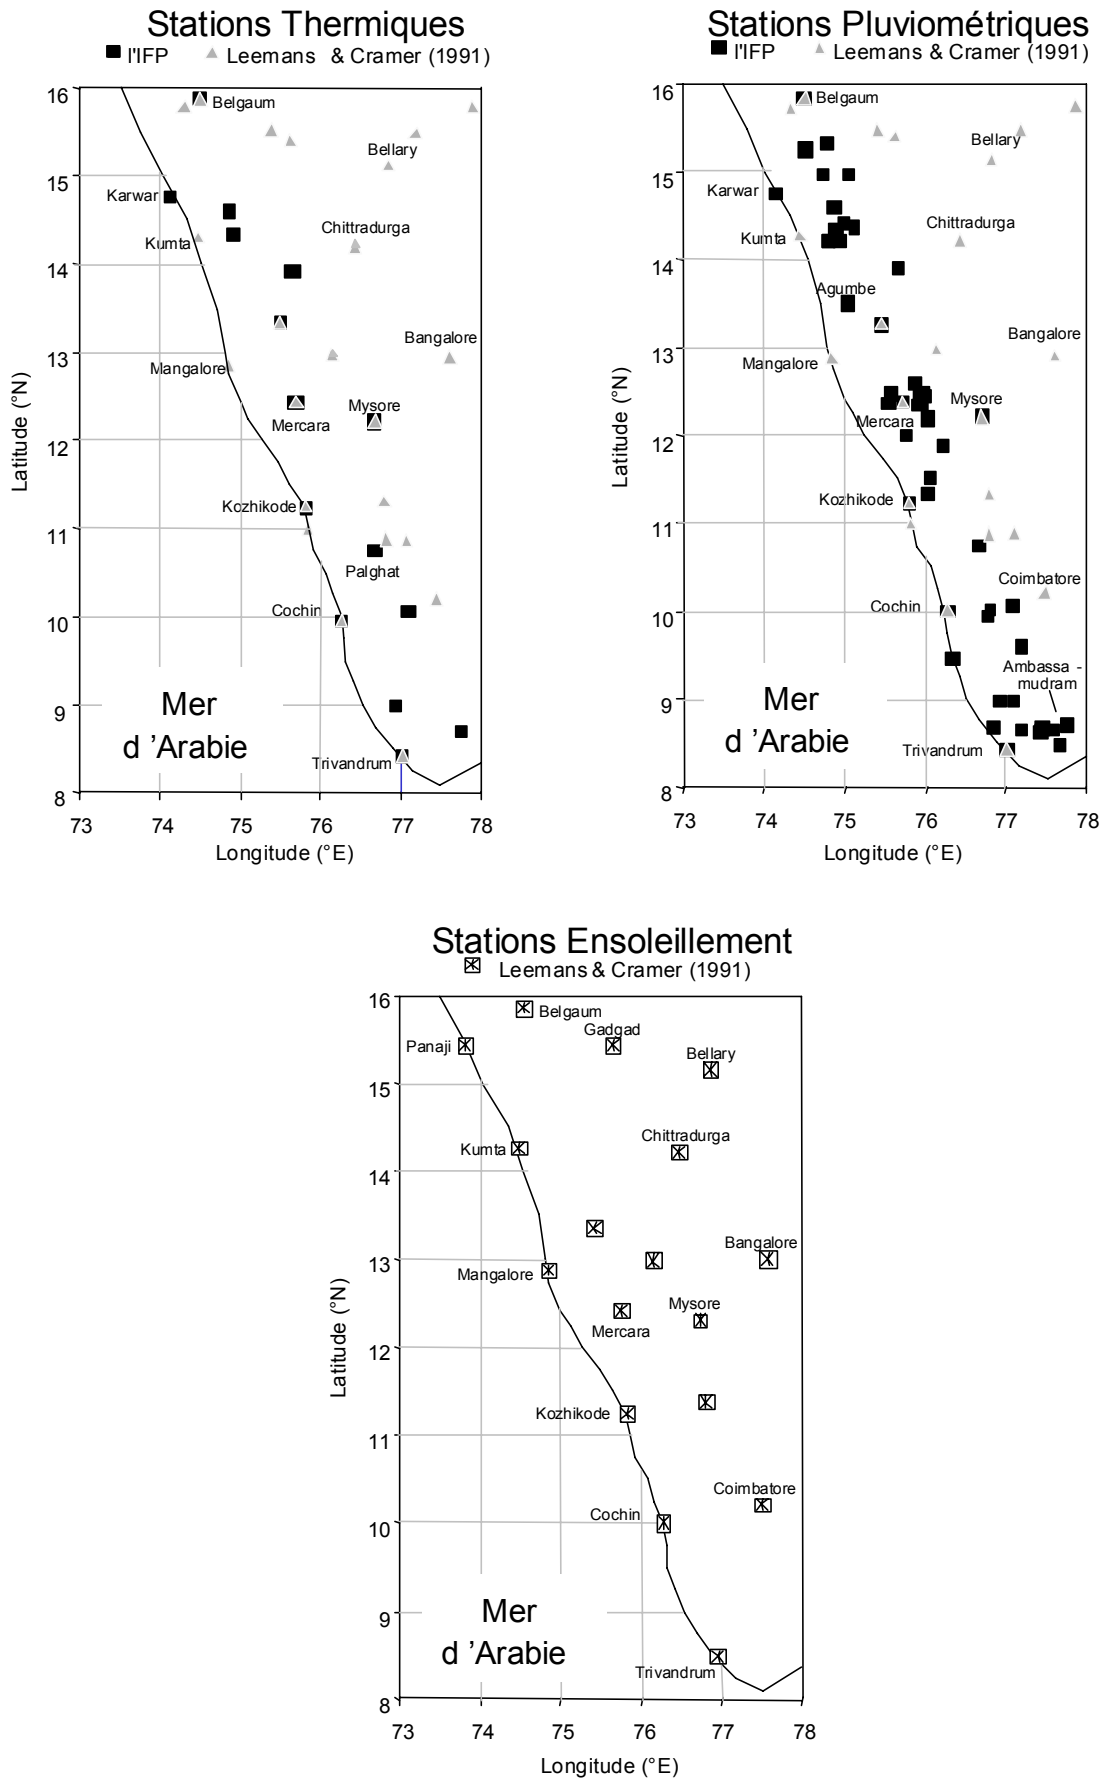 Stations Thermiques
l'IFP Leemans & Cramer (1991)
16
Belgaum
Bellary
15
Karwar
Chittradurga
Kumta
14
Bangalore
13
Mangalore
Mysore
Mercara
12
Kozhikode
11
Palghat
Cochin
10
Mer
d 'Arabie
9
Trivandrum
8
73 74 75 76 77 78
Longitude (°E)
Latitude (°N)
Stations Pluviométriques
l'IFP Leemans & Cramer (1991)
16
Belgaum
Bellary
15
Karwar
Chittradurga
Kumta
14
Agumbe
Bangalore
13
Mangalore
Mysore
Mercara
12
Kozhikode
11
Coimbatore
Cochin
10
Ambassa -
mudram
Mer
d 'Arabie
9
Trivandrum
8
73 74 75 76 77 78
Longitude (°E)
Latitude (°N)
Stations Ensoleillement
Leemans & Cramer (1991)
16
Belgaum
Gadgad
Panaji
Bellary
15
Chittradurga
Kumta
14
Bangalore
13
Mangalore
Mysore
Mercara
12
Kozhikode
11
Coimbatore
Cochin
10
Mer
d 'Arabie
9
Trivandrum
8
73 74 75 76 77 78
Longitude (°E)
Latitude (°N)